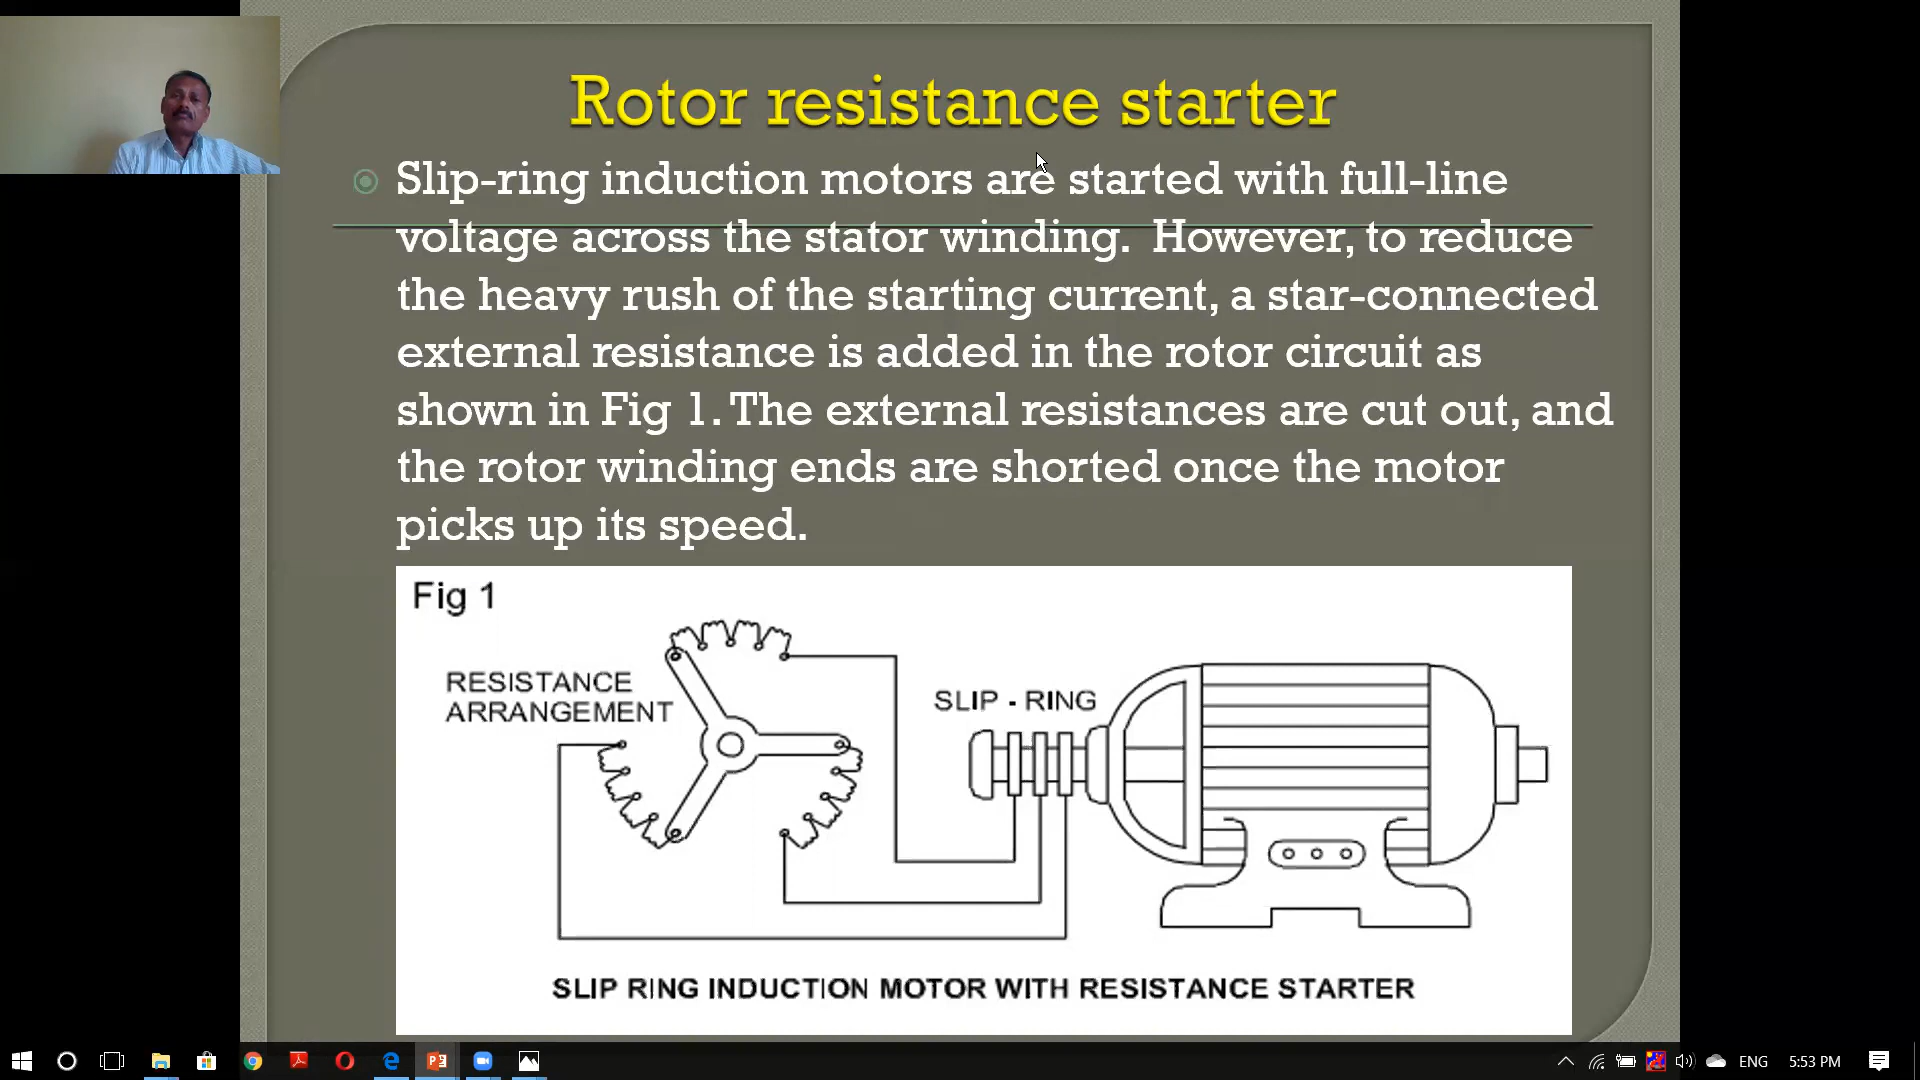 Rotor resistance starter
Slip-ring induction motors are started with full-line
voltage across the stator winding.  However, to reduce
the heavy rush of the starting current, a star-connected
external resistance is added in the rotor circuit as
shown in Fig 1. The external resistances are cut out, and
the rotor winding ends are shorted once the motor
picks up its speed.
Fig 1
RESISTANCE
ARRANGEMENT
SLIP - RING
SLIP RING INDUCTION MOTOR WITH RESISTANCE STARTER
ENG
5:53 PM